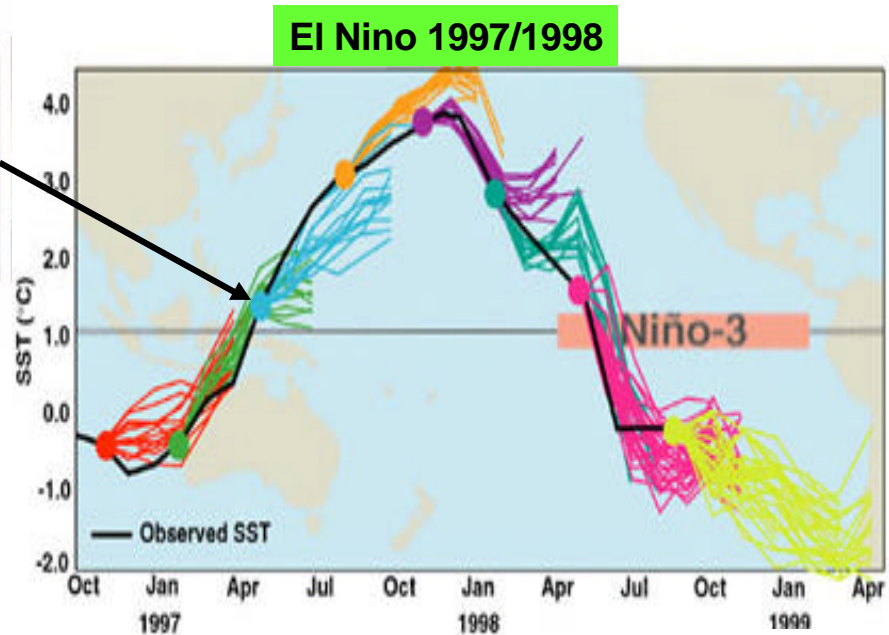 El Nino 1997/1998
4.0
3.0
2.0
1.0
0.0
-1.0
-2.0
SST (°C)
Niño-3
Observed SST
Oct Jan Apr Jul Oct Jan Apr Jul Oct Jan Apr
1997 1998 1999